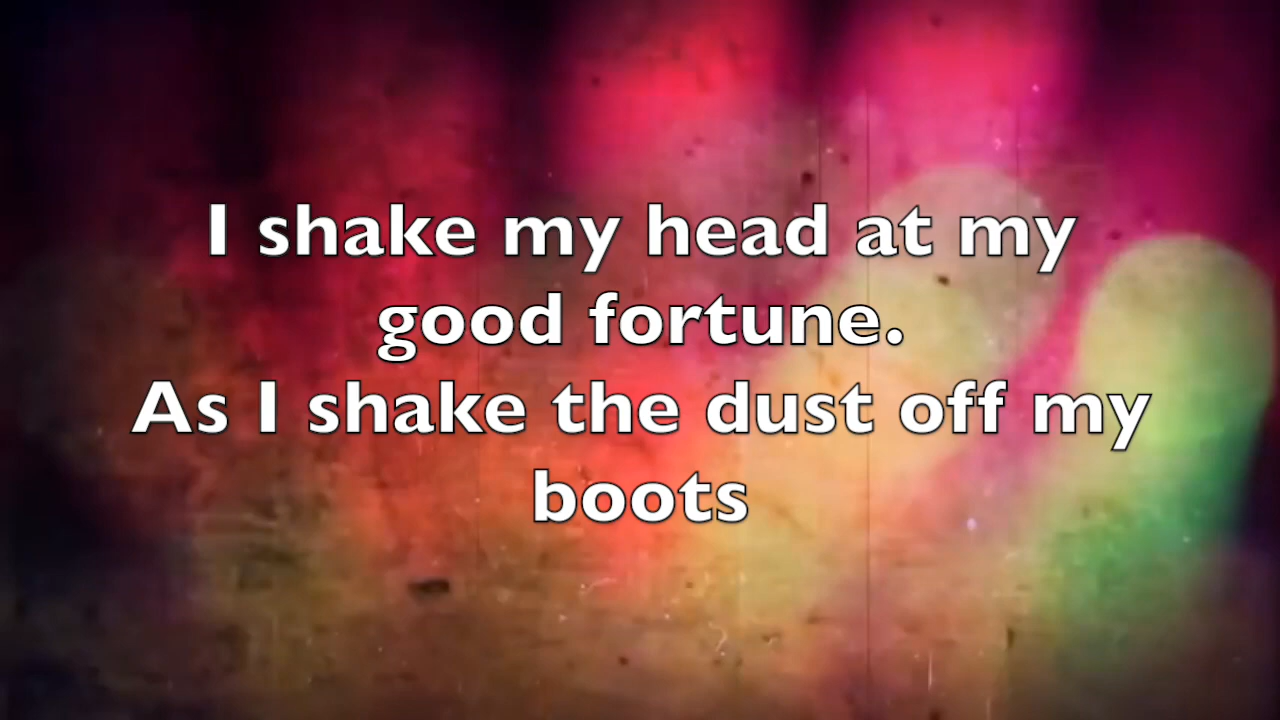 I shake my head at my
good fortune.
As I shake the dust off my
boots